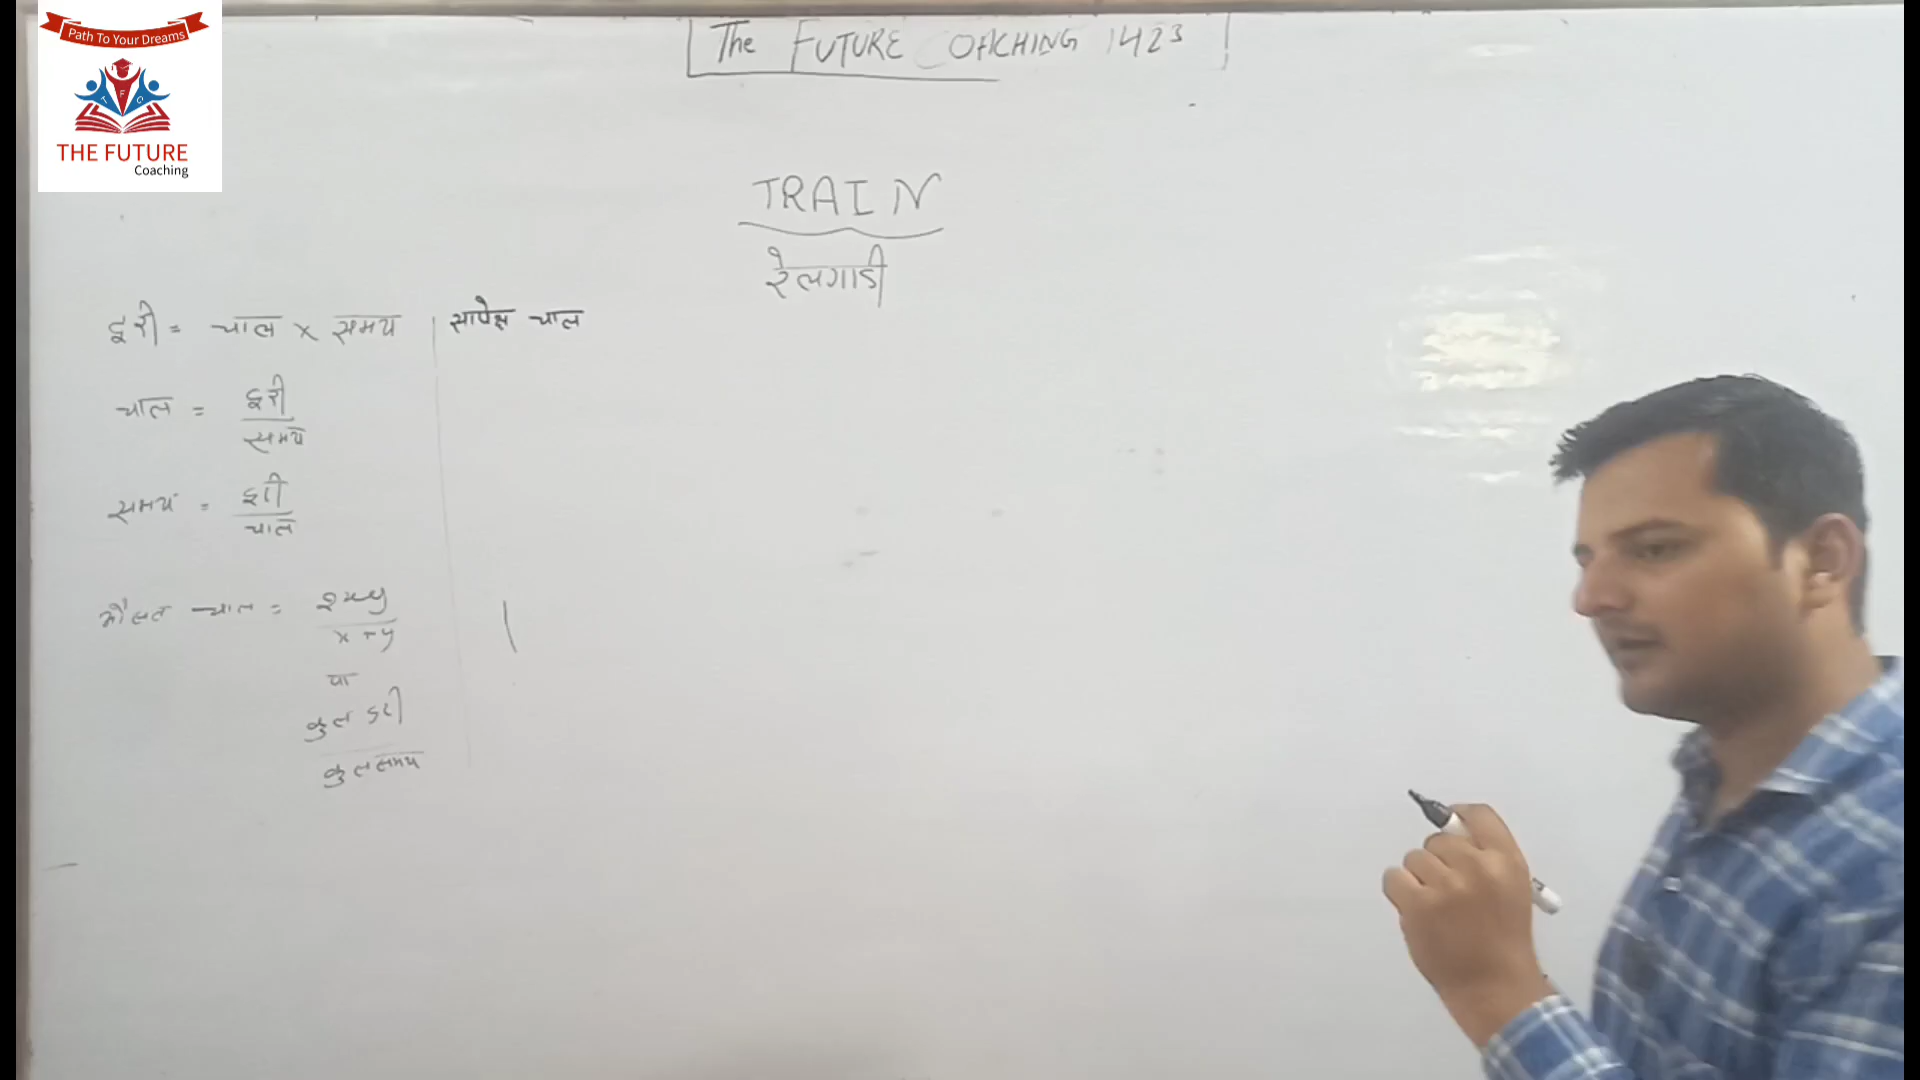 Path To Your Dreams
T F C
THE FUTURE
Coaching
The FUTURE COACHING 1423
TRAIN
रेलगाडी
दुरी = चाल x समय
सापेक्ष चाल
चाल = दुरी
समय
समय = दुरी
चाल
औसत चाल = 2xy
x + y
या
कुल दुरी
कुल समय